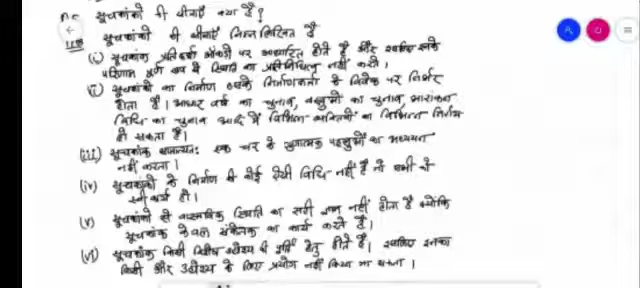 सूचकांकों की सीमाएँ क्या हैं?
सूचकांकों की सीमाएँ निम्नलिखित हैं
(i) सूचकांक प्रतिदर्श आँकड़ों पर आधारित होते हैं और इसलिए इनके
परिणाम पूर्ण रूप से स्थिति का प्रतिनिधित्व नहीं करते।
(ii) सूचकांकों का निर्माण उसके निर्माणकर्ता के विवेक पर निर्भर
होता है। आधार वर्ष का चुनाव, वस्तुओं का चुनाव, भारांकन
विधि का चुनाव आदि में विभिन्न व्यक्तियों का विभिन्न निर्णय
हो सकता है।
(iii) सूचकांक सामान्यतः एक चर के गुणात्मक पहलुओं का अध्ययन
नहीं करता।
(iv) सूचकांकों के निर्माण की कोई ऐसी विधि नहीं है जो सभी को
स्वीकार्य हो।
(v) सूचकांकों से वास्तविक स्थिति का सही ज्ञान नहीं होता है क्योंकि
सूचकांक केवल संकेतक का कार्य करते हैं।
(vi) सूचकांक किसी विशेष उद्देश्य की पूर्ति हेतु होते हैं। इसलिए इनका
किसी और उद्देश्य के लिए प्रयोग नहीं किया जा सकता।